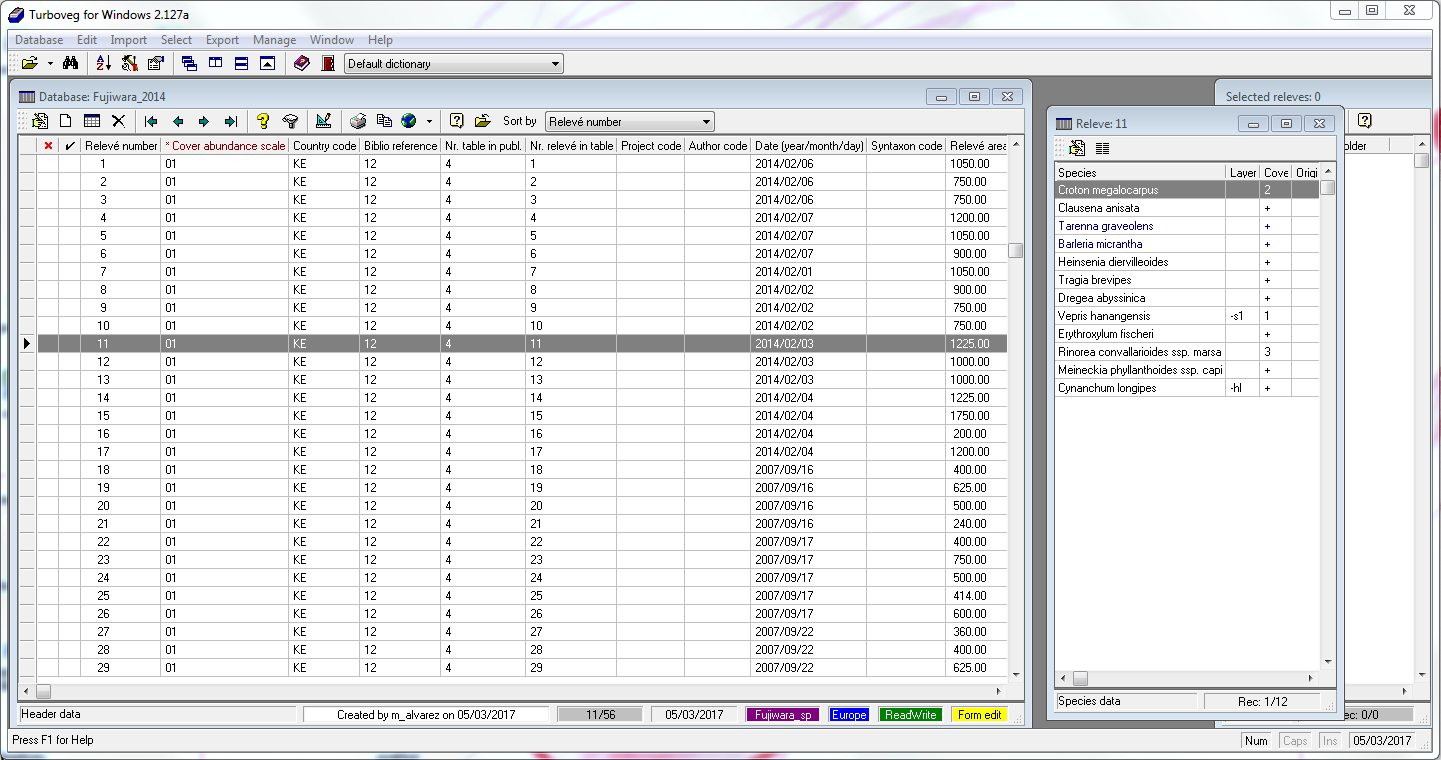 Turboveg for Windows 2.127a
Database Edit Import Select Export Manage Window Help
Default dictionary
Database: Fujiwara_2014
Sort by Relevé number
Relevé number * Cover abundance scale Country code Biblio reference Nr. table in publ. Nr. relevé in table Project code Author code Date (year/month/day) Syntaxon code Relevé area
1 01 KE 12 4 1 2014/02/06 1050.00
2 01 KE 12 4 2 2014/02/06 750.00
3 01 KE 12 4 3 2014/02/06 750.00
4 01 KE 12 4 4 2014/02/07 1200.00
5 01 KE 12 4 5 2014/02/07 1050.00
6 01 KE 12 4 6 2014/02/07 900.00
7 01 KE 12 4 7 2014/02/01 1050.00
8 01 KE 12 4 8 2014/02/02 900.00
9 01 KE 12 4 9 2014/02/02 750.00
10 01 KE 12 4 10 2014/02/02 750.00
11 01 KE 12 4 11 2014/02/03 1225.00
12 01 KE 12 4 12 2014/02/03 1000.00
13 01 KE 12 4 13 2014/02/03 1000.00
14 01 KE 12 4 14 2014/02/04 1225.00
15 01 KE 12 4 15 2014/02/04 1750.00
16 01 KE 12 4 16 2014/02/04 200.00
17 01 KE 12 4 17 2014/02/04 1200.00
18 01 KE 12 4 18 2007/09/16 400.00
19 01 KE 12 4 19 2007/09/16 625.00
20 01 KE 12 4 20 2007/09/16 500.00
21 01 KE 12 4 21 2007/09/16 240.00
22 01 KE 12 4 22 2007/09/17 400.00
23 01 KE 12 4 23 2007/09/17 750.00
24 01 KE 12 4 24 2007/09/17 500.00
25 01 KE 12 4 25 2007/09/17 414.00
26 01 KE 12 4 26 2007/09/17 600.00
27 01 KE 12 4 27 2007/09/22 360.00
28 01 KE 12 4 28 2007/09/22 400.00
29 01 KE 12 4 29 2007/09/22 625.00
Header data Created by m_alvarez on 05/03/2017 11/56 05/03/2017 Fujiwara_sp Europe ReadWrite Form edit
Selected releves: 0
older
Releve: 11
Species Layer Cove Origi
Croton megalocarpus 2
Clausena anisata +
Tarenna graveolens +
Barleria micrantha +
Heinsenia diervilleoides +
Tragia brevipes +
Dregea abyssinica +
Vepris hanangensis -s1 1
Erythroxylum fischeri +
Rinorea convallarioides ssp. marsa 3
Meineckia phyllanthoides ssp. capi +
Cynanchum longipes -hl +
Species data Rec: 1/12
ec: 0/0
Press F1 for Help Num Caps Ins 05/03/2017